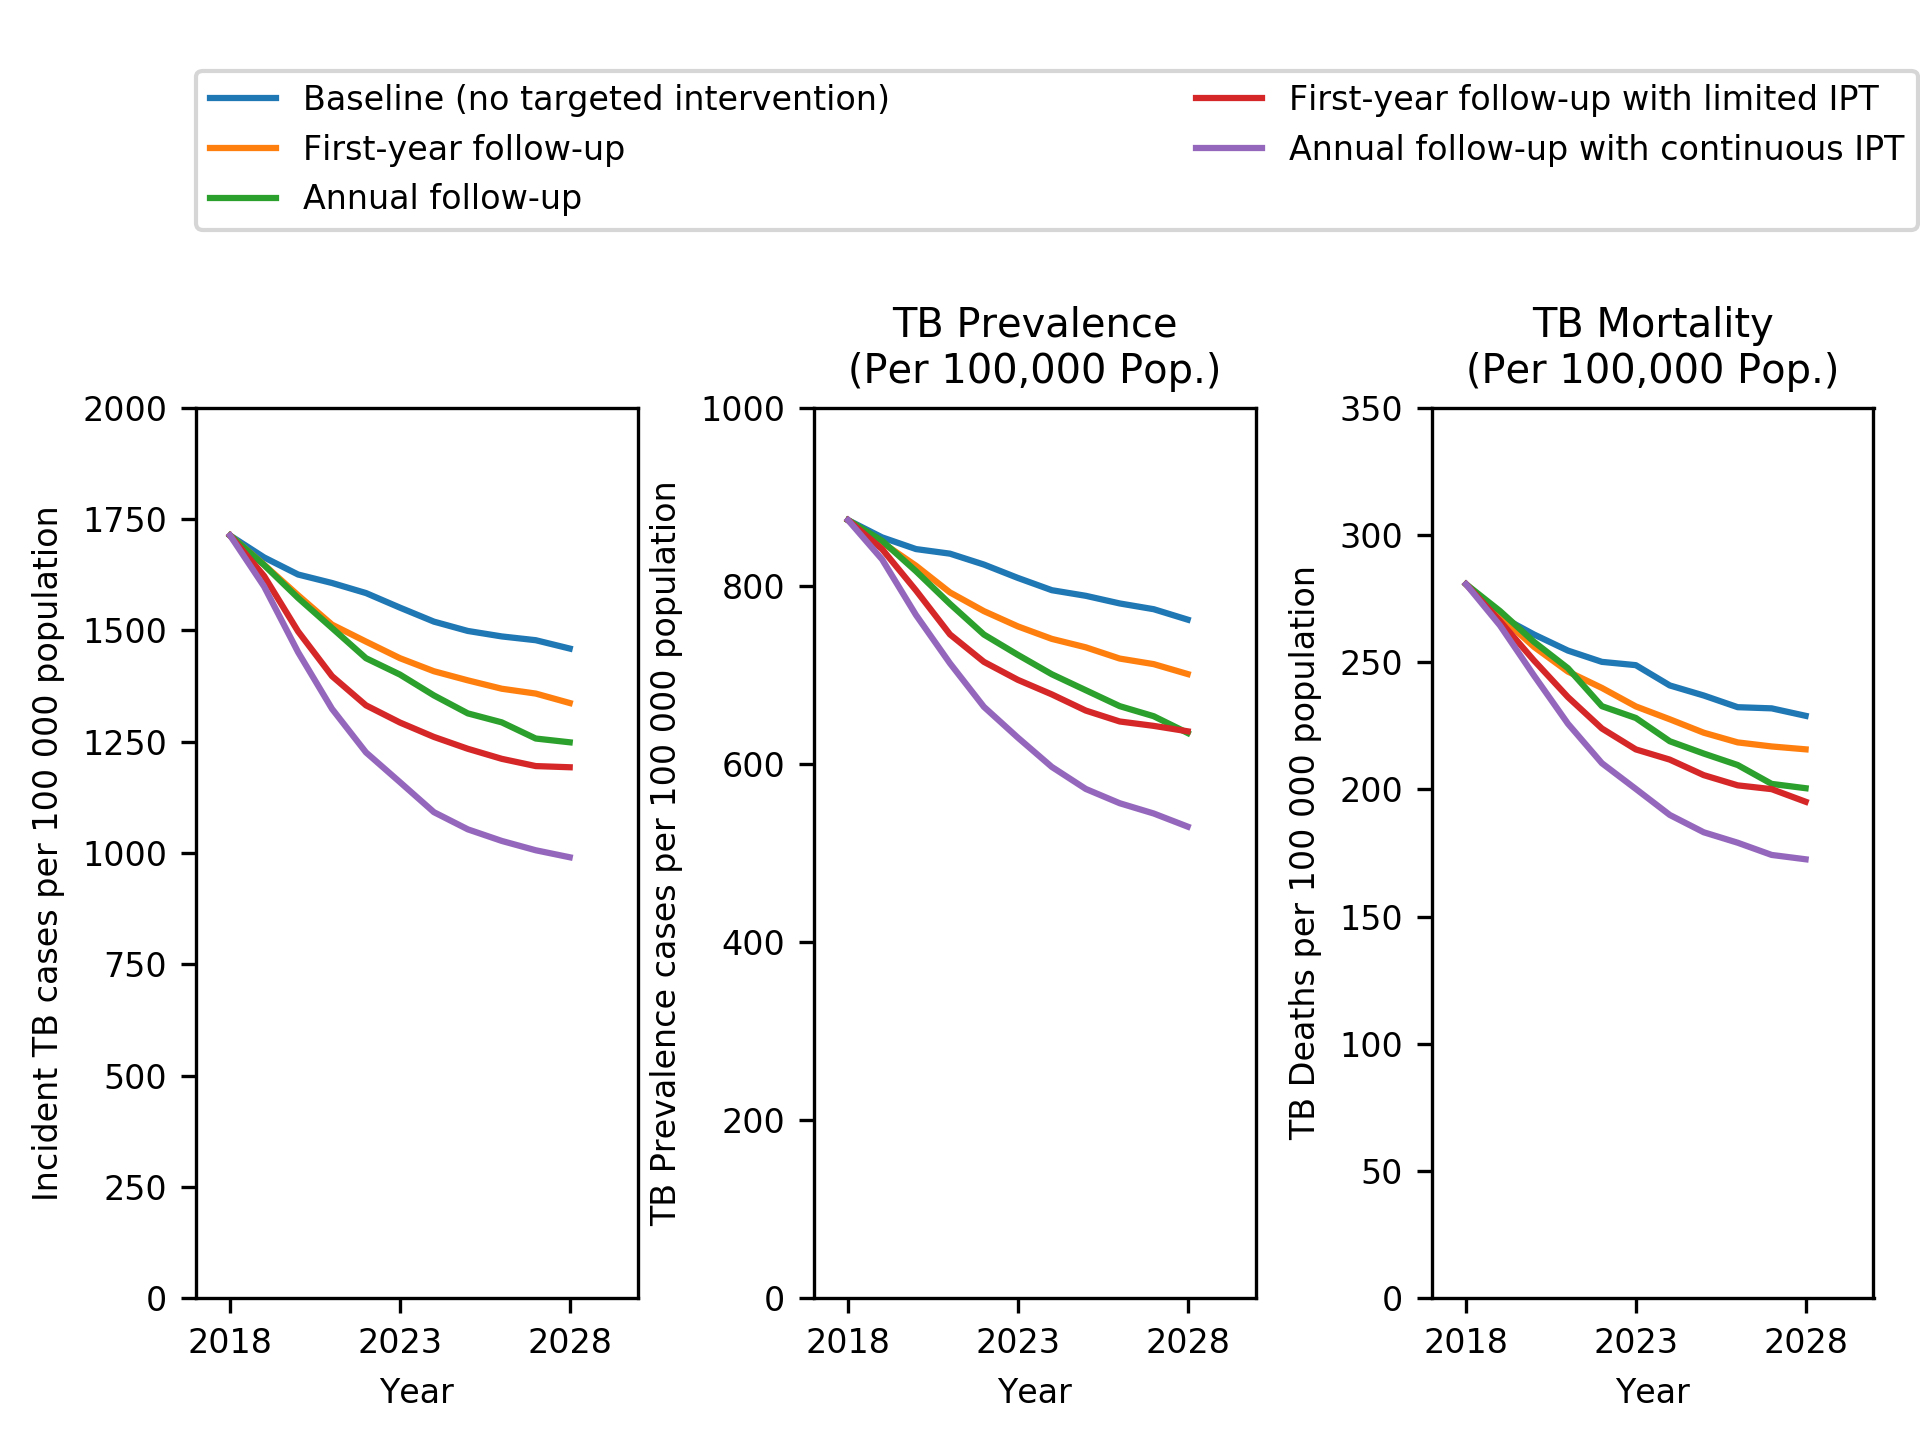 Baseline (no targeted intervention)
First-year follow-up
Annual follow-up
First-year follow-up with limited IPT
Annual follow-up with continuous IPT
Incident TB cases per 100 000 population
2000
1750
1500
1250
1000
750
500
250
0
2018 2023 2028
Year
TB Prevalence
(Per 100,000 Pop.)
TB Prevalence cases per 100 000 population
1000
800
600
400
200
0
2018 2023 2028
Year
TB Mortality
(Per 100,000 Pop.)
TB Deaths per 100 000 population
350
300
250
200
150
100
50
0
2018 2023 2028
Year